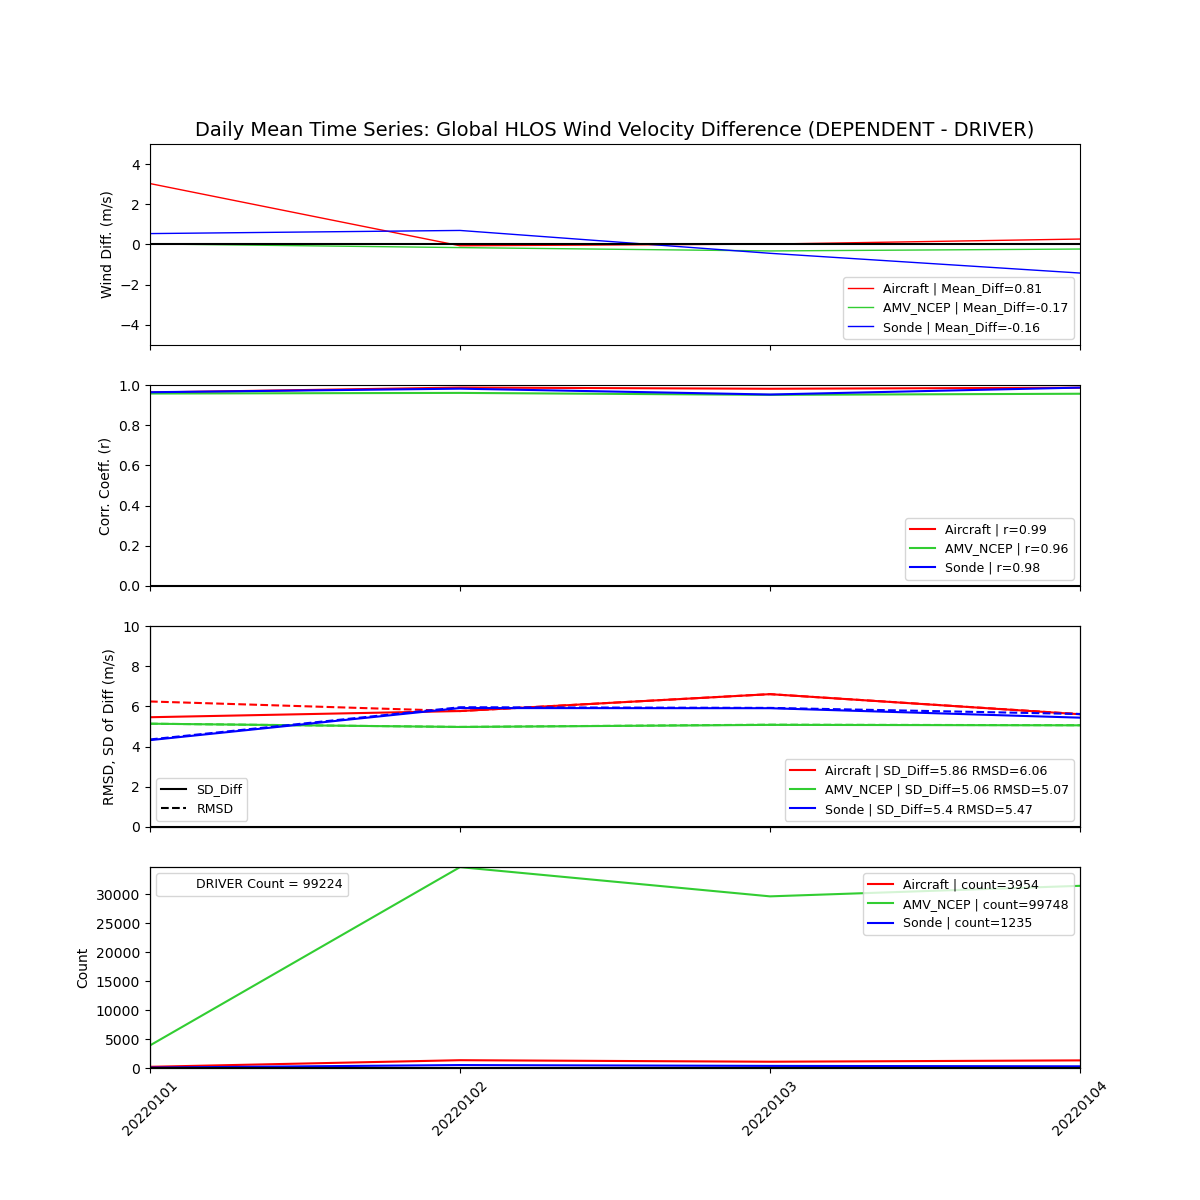 Daily Mean Time Series: Global HLOS Wind Velocity Difference (DEPENDENT - DRIVER)
Wind Diff. (m/s)
4
2
0
−2
−4
Aircraft | Mean_Diff=0.81
AMV_NCEP | Mean_Diff=-0.17
Sonde | Mean_Diff=-0.16
Corr. Coeff. (r)
1.0
0.8
0.6
0.4
0.2
0.0
Aircraft | r=0.99
AMV_NCEP | r=0.96
Sonde | r=0.98
RMSD, SD of Diff (m/s)
10
8
6
4
2
0
SD_Diff
RMSD
Aircraft | SD_Diff=5.86 RMSD=6.06
AMV_NCEP | SD_Diff=5.06 RMSD=5.07
Sonde | SD_Diff=5.4 RMSD=5.47
Count
30000
25000
20000
15000
10000
5000
0
DRIVER Count = 99224
Aircraft | count=3954
AMV_NCEP | count=99748
Sonde | count=1235
20220101
20220102
20220103
20220104